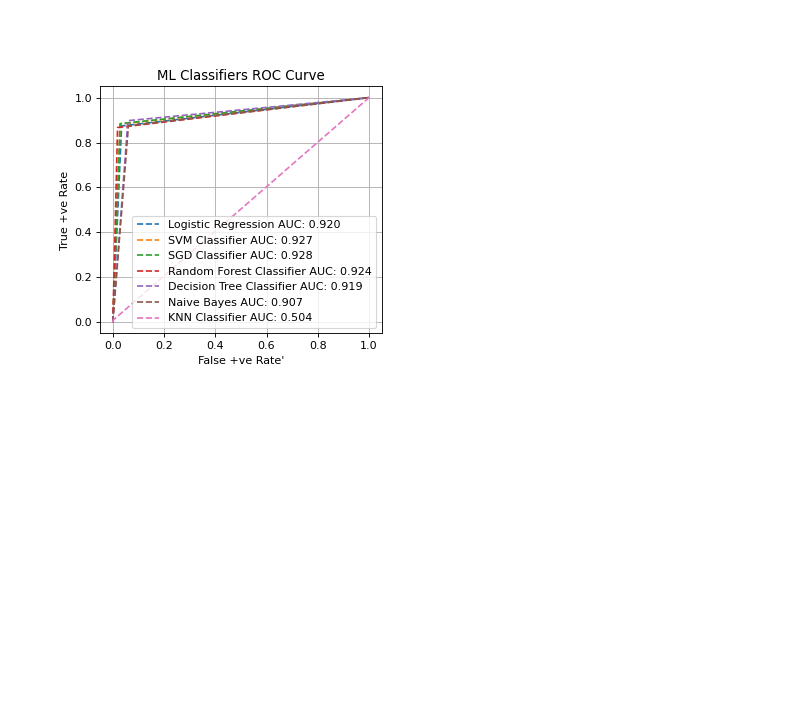 ML Classifiers ROC Curve
1.0
0.8
0.6
0.4
0.2
0.0
True +ve Rate
Logistic Regression AUC: 0.920
SVM Classifier AUC: 0.927
SGD Classifier AUC: 0.928
Random Forest Classifier AUC: 0.924
Decision Tree Classifier AUC: 0.919
Naive Bayes AUC: 0.907
KNN Classifier AUC: 0.504
0.0 0.2 0.4 0.6 0.8 1.0
False +ve Rate'